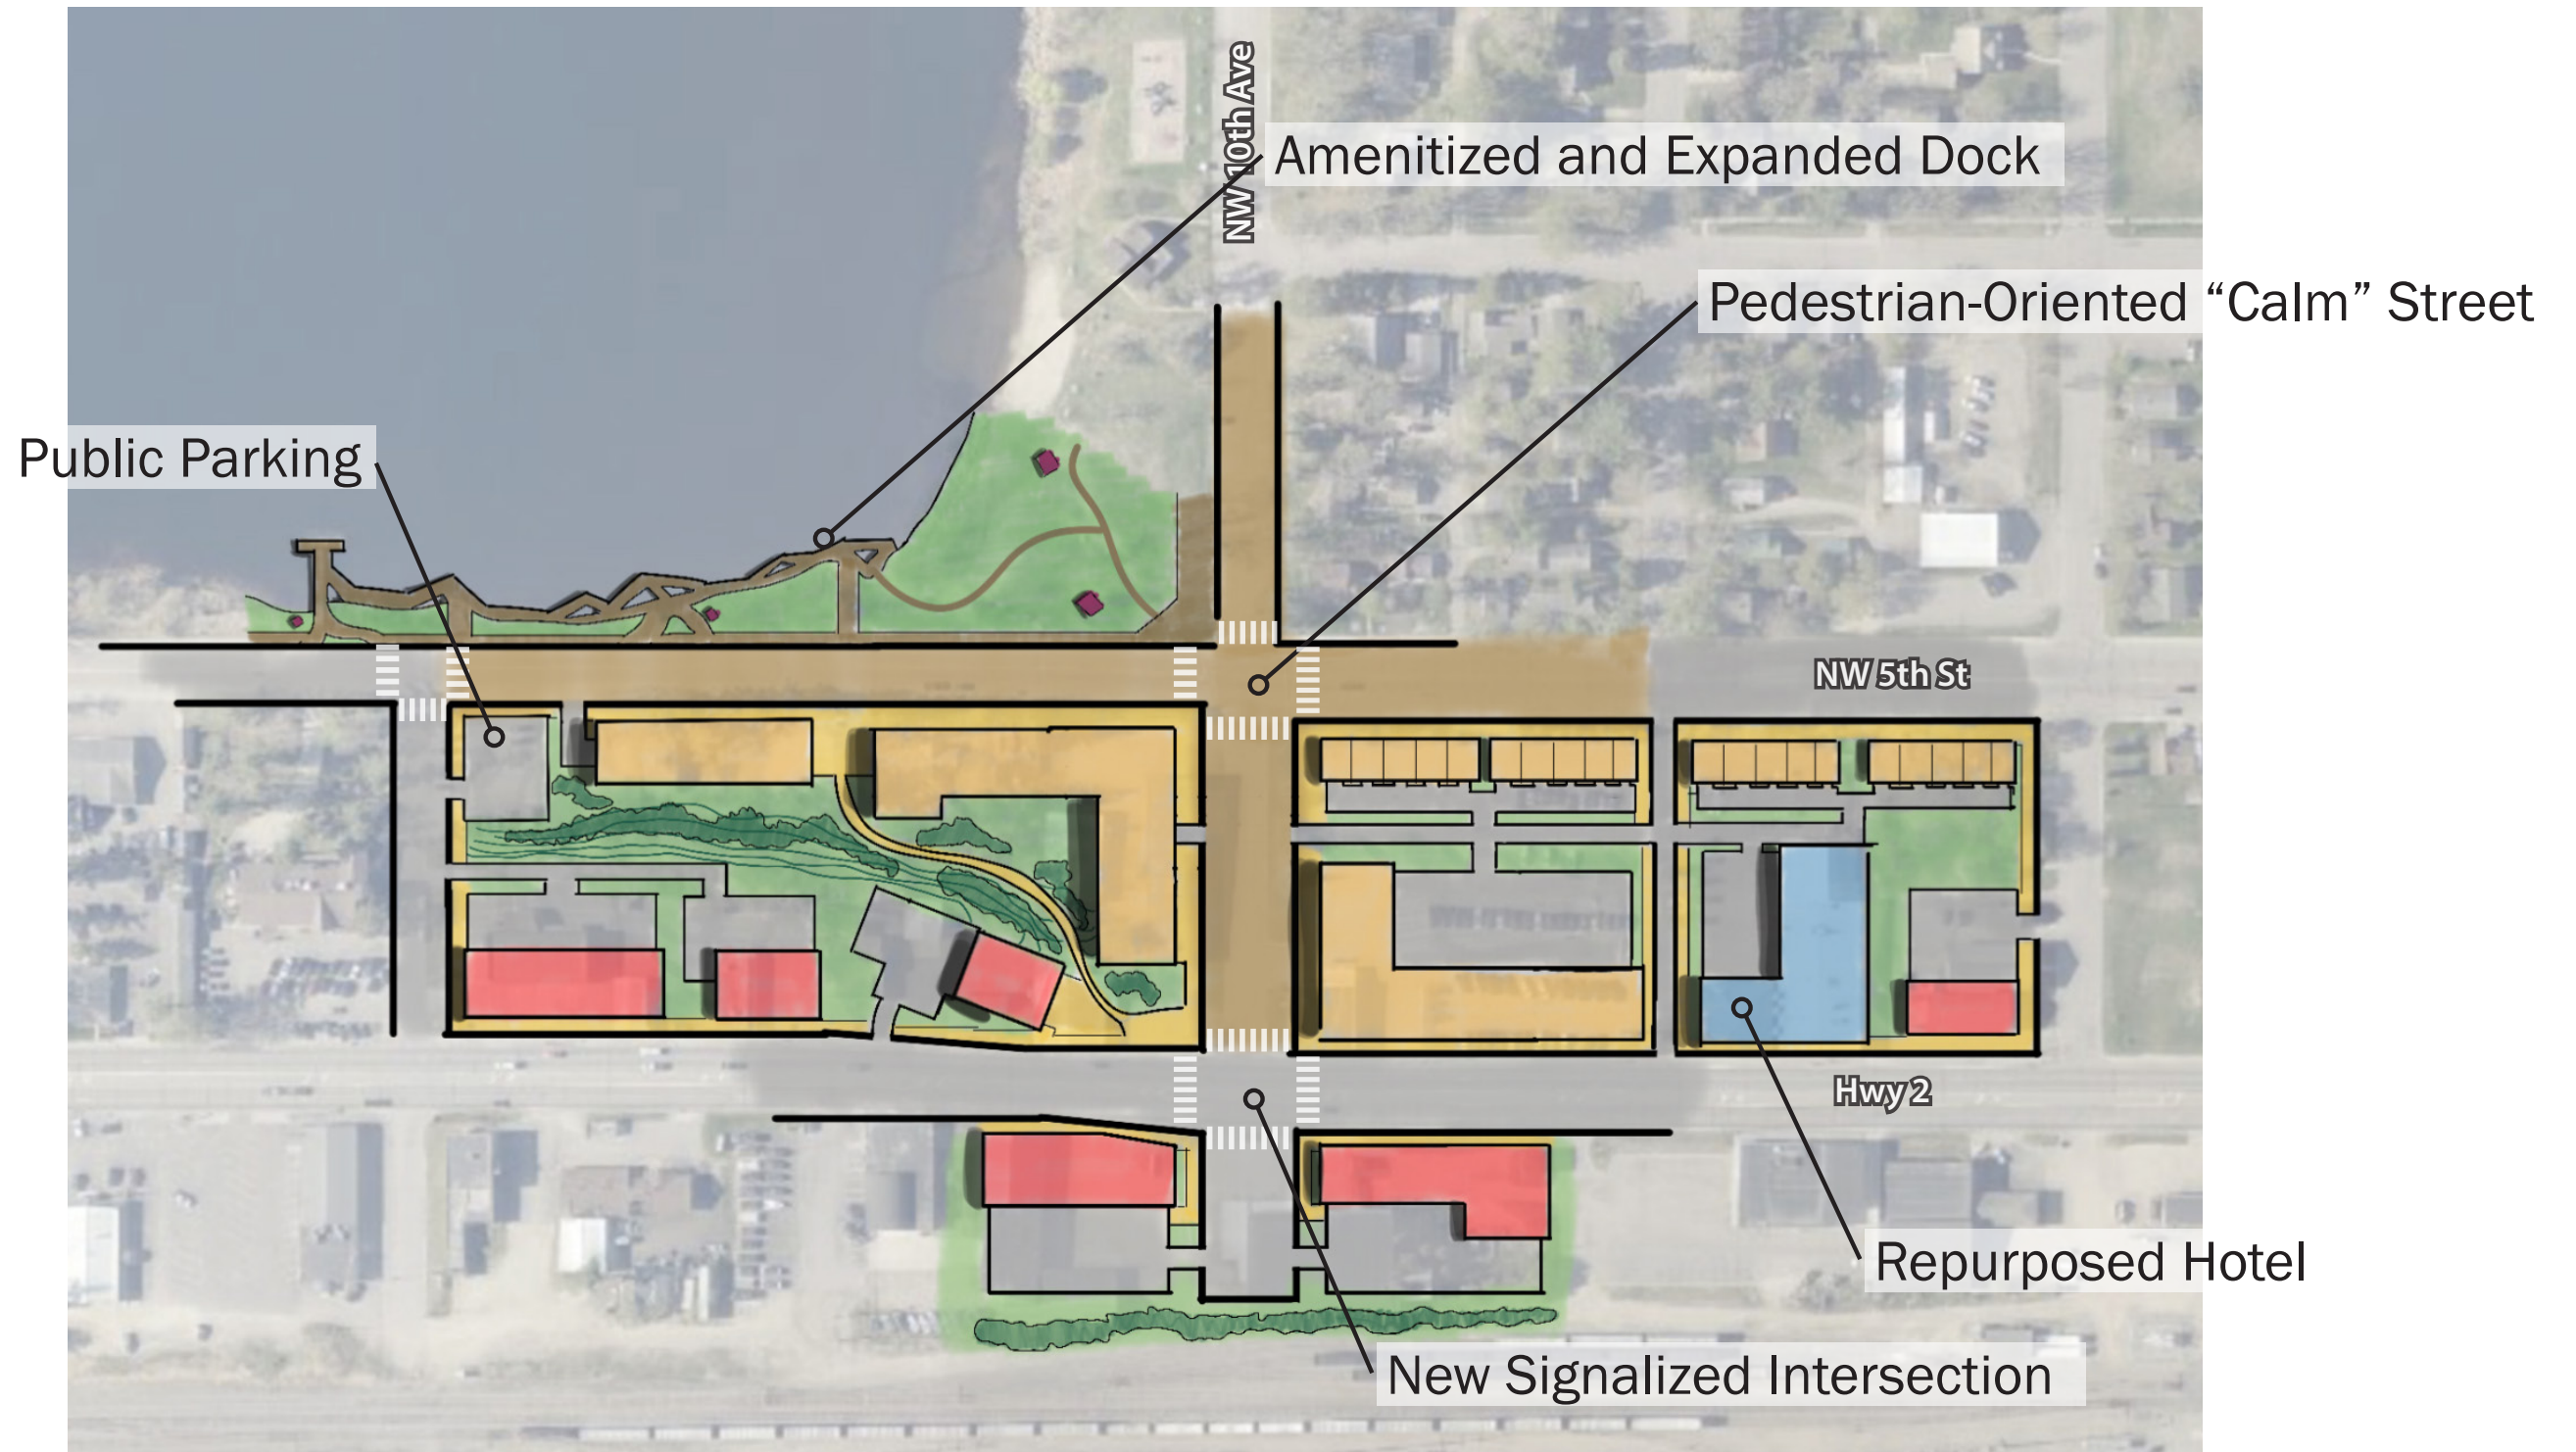 NW 10th Ave
Amenitized and Expanded Dock
Pedestrian-Oriented “Calm” Street
Public Parking
NW 5th St
Hwy 2
Repurposed Hotel
New Signalized Intersection